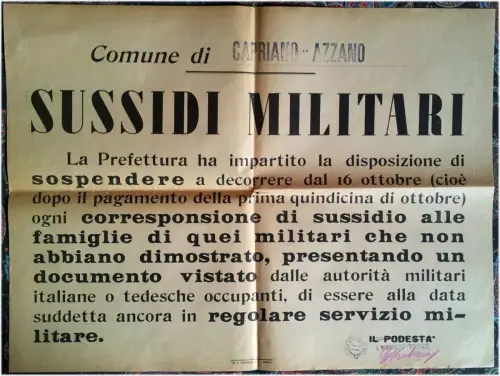 Comune di CAPRIANO - AZZANO
SUSSIDI MILITARI
La Prefettura ha impartito la disposizione di
sospendere a decorrere dal 16 ottobre (cioè
dopo il pagamento della prima quindicina di ottobre)
ogni corresponsione di sussidio alle
famiglie di quei militari che non
abbiano dimostrato, presentando un
documento vistato dalle autorità militari
italiane o tedesche occupanti, di essere alla data
suddetta ancora in regolare servizio mi-
litare.
IL PODESTA'